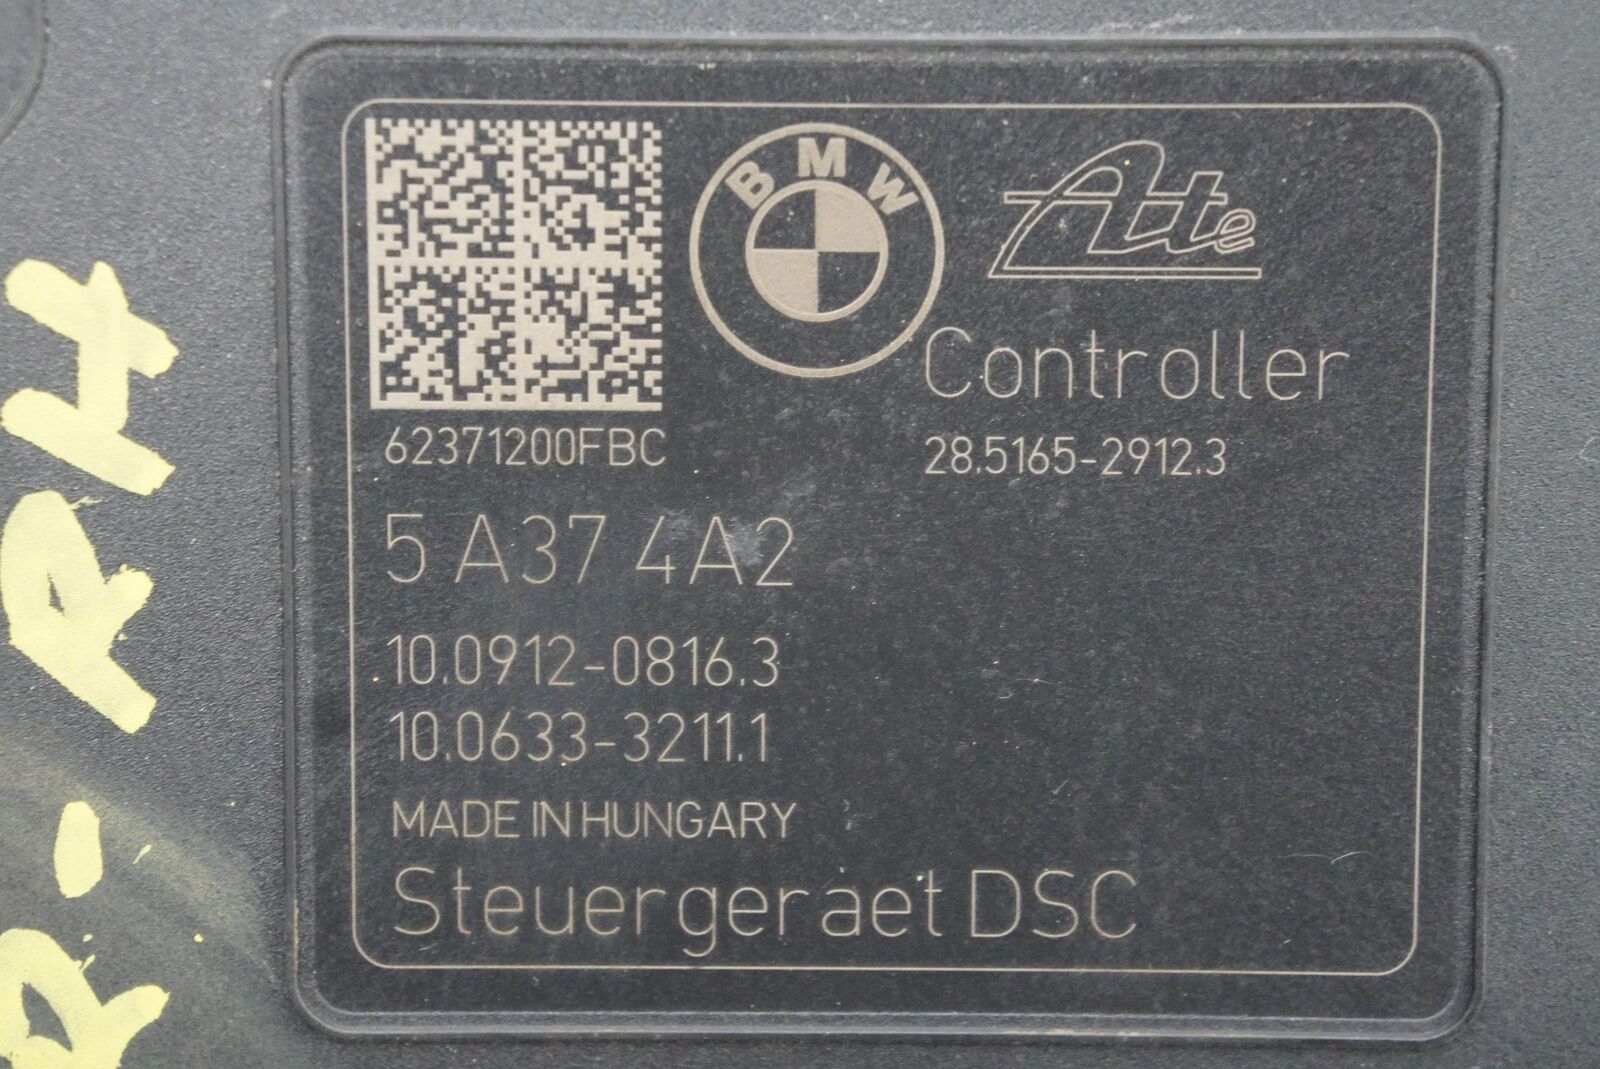 BMW
Ate
Controller
62371200FBC
28.5165-2912.3
5 A37 4A2
10.0912-0816.3
10.0633-3211.1
MADE IN HUNGARY
Steuergeraet DSC
R-RH